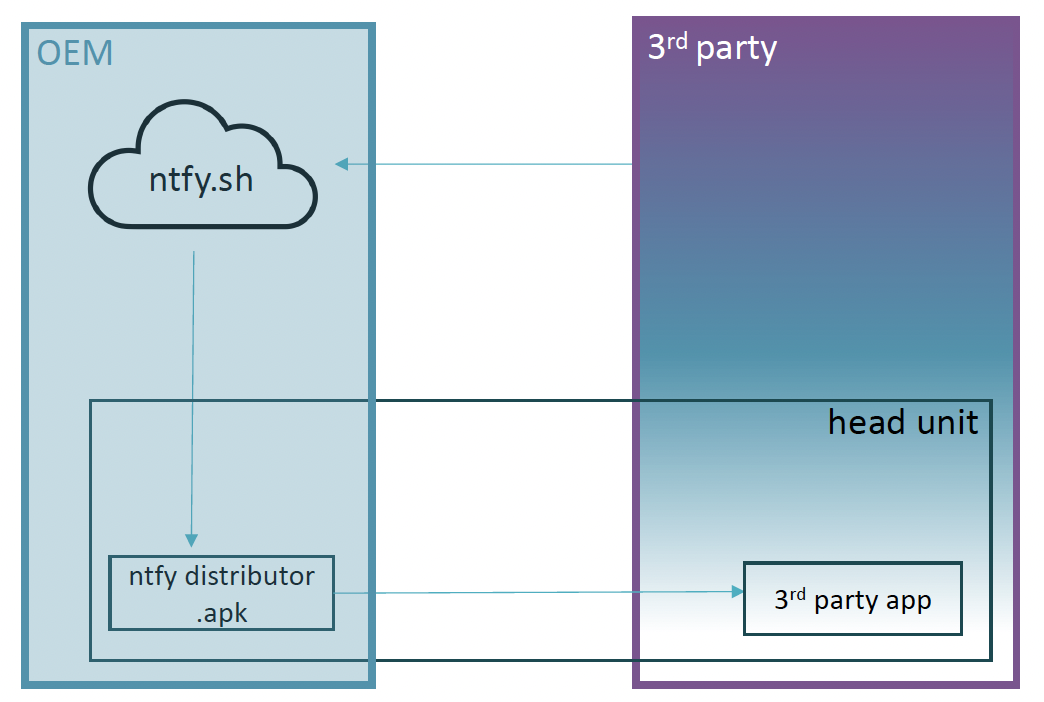 OEM
3rd party
ntfy.sh
head unit
ntfy distributor
.apk
3rd party app